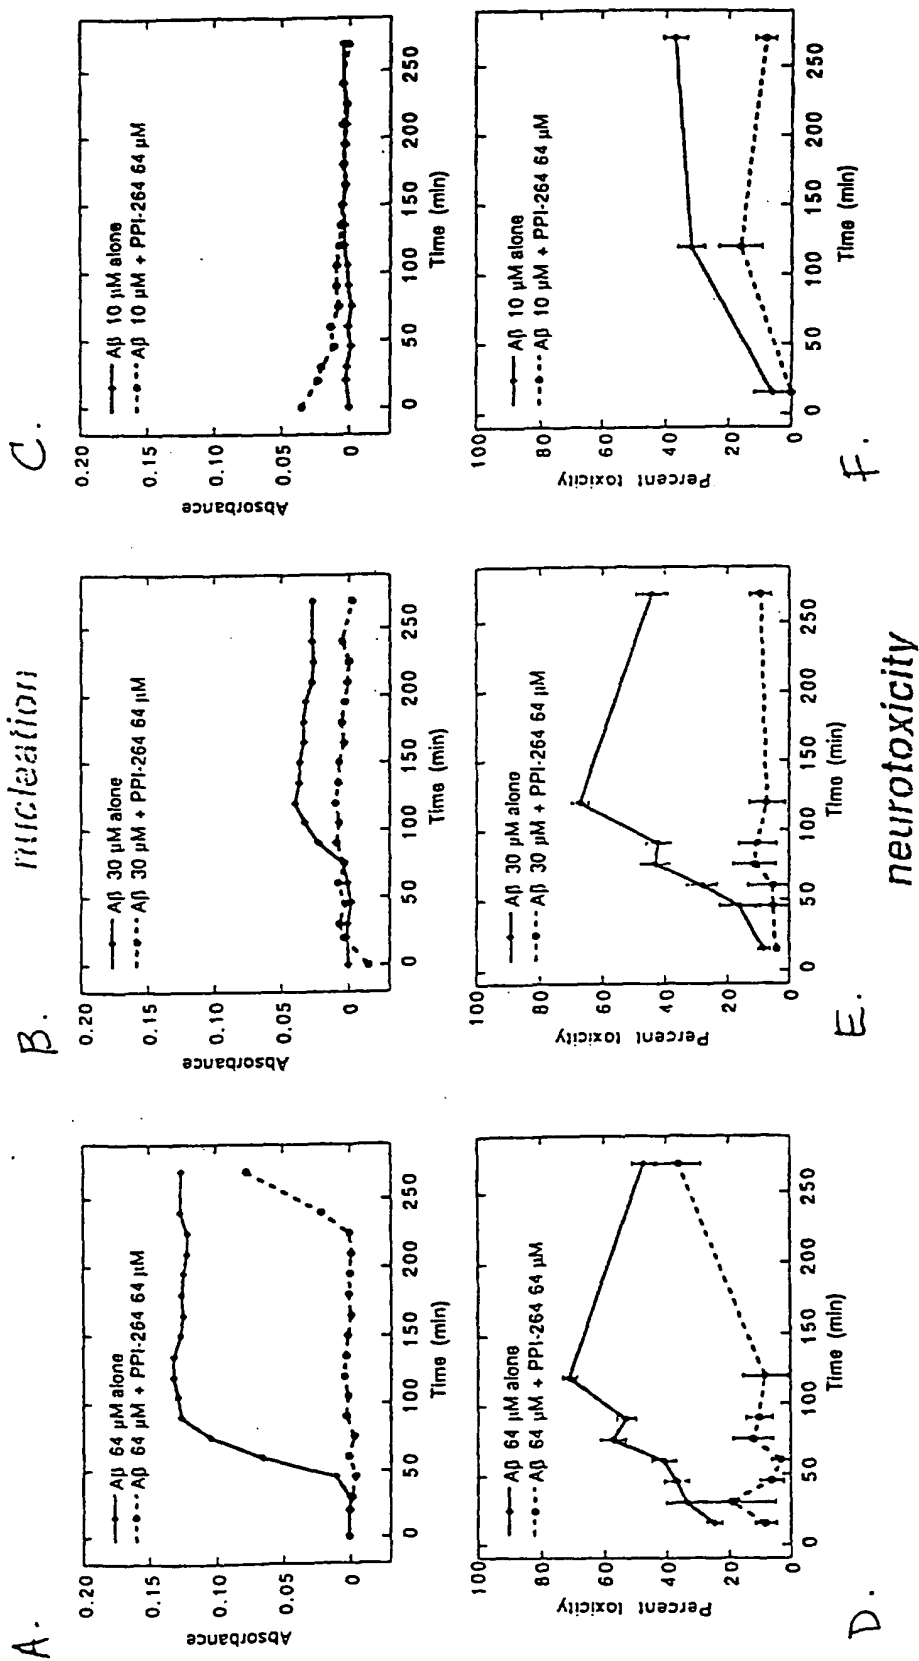 nucleation
A.
Absorbance
0.20
0.15
0.10
0.05
0
Aβ 64 µM alone
Aβ 64 µM + PPI-264 64 µM
0 50 100 150 200 250
Time (min)
B.
Absorbance
0.20
0.15
0.10
0.05
0
Aβ 30 µM alone
Aβ 30 µM + PPI-264 64 µM
0 50 100 150 200 250
Time (min)
C.
Absorbance
0.20
0.15
0.10
0.05
0
Aβ 10 µM alone
Aβ 10 µM + PPI-264 64 µM
0 50 100 150 200 250
Time (min)
D.
Percent toxicity
100
80
60
40
20
0
Aβ 64 µM alone
Aβ 64 µM + PPI-264 64 µM
0 50 100 150 200 250
Time (min)
E.
Percent toxicity
100
80
60
40
20
0
Aβ 30 µM alone
Aβ 30 µM + PPI-264 64 µM
0 50 100 150 200 250
Time (min)
F.
Percent toxicity
100
80
60
40
20
0
Aβ 10 µM alone
Aβ 10 µM + PPI-264 64 µM
0 50 100 150 200 250
Time (min)
neurotoxicity